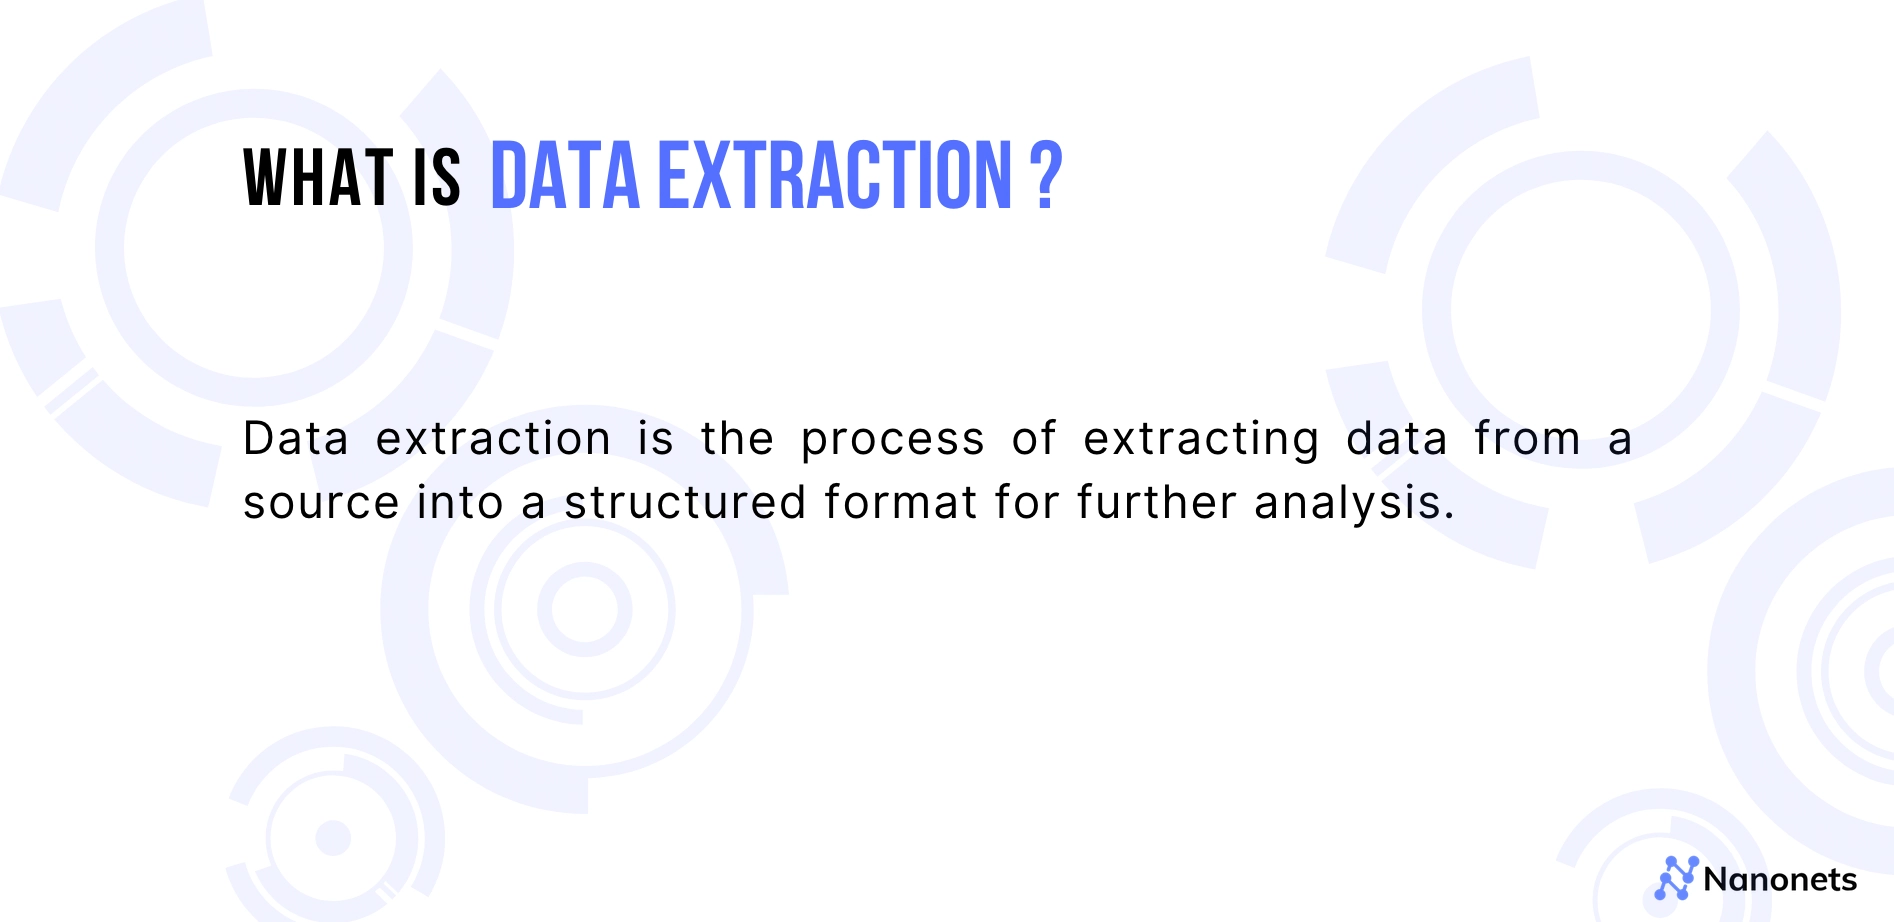 WHAT IS DATA EXTRACTION ?
Data extraction is the process of extracting data from a
source into a structured format for further analysis.
Nanonets